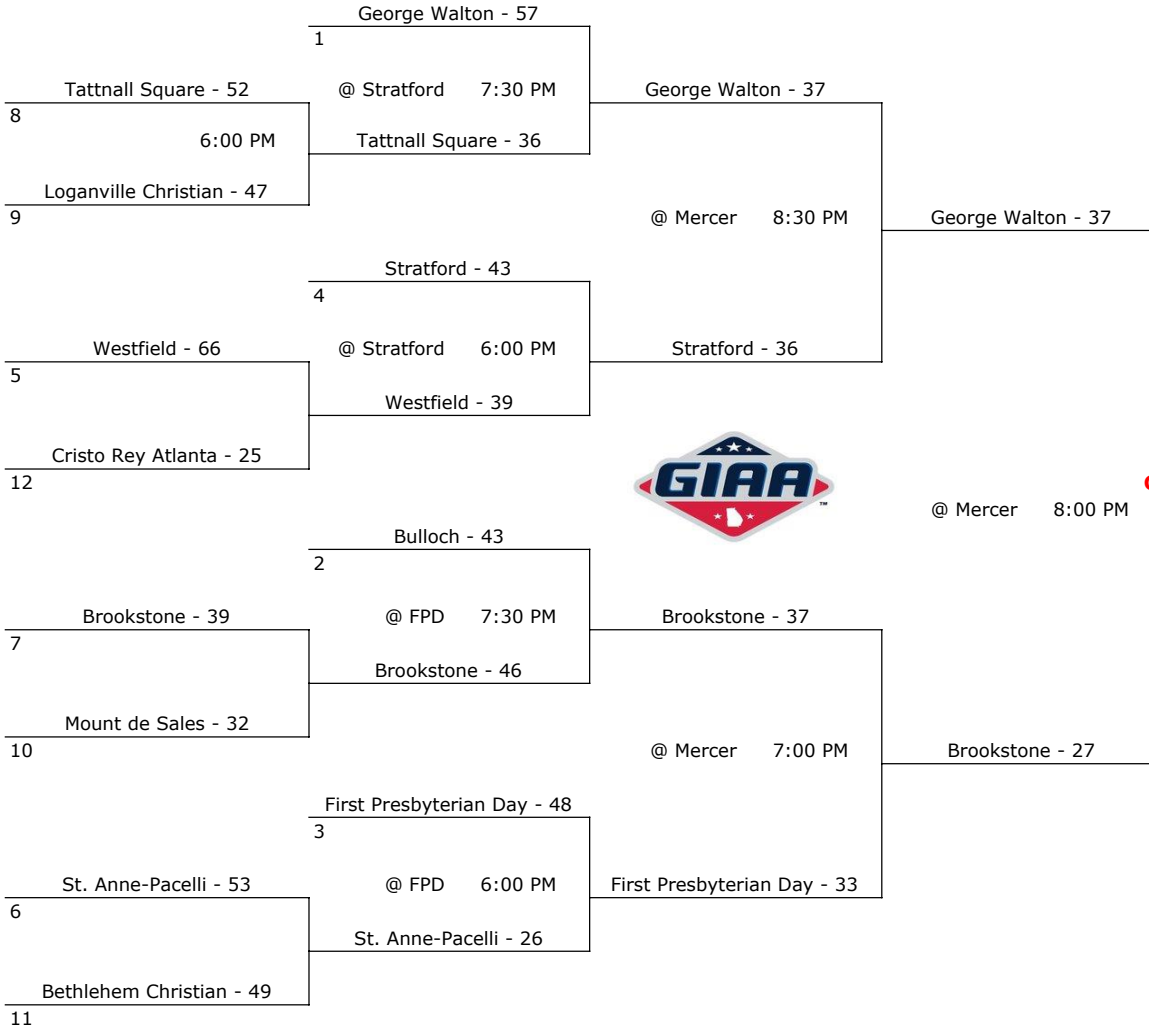 George Walton - 57
1
Tattnall Square - 52
@ Stratford 7:30 PM
George Walton - 37
8
6:00 PM
Tattnall Square - 36
Loganville Christian - 47
9
@ Mercer 8:30 PM
George Walton - 37
Stratford - 43
4
Westfield - 66
@ Stratford 6:00 PM
Stratford - 36
5
Westfield - 39
Cristo Rey Atlanta - 25
12
GIAA
TM
@ Mercer 8:00 PM
Bulloch - 43
2
Brookstone - 39
@ FPD 7:30 PM
Brookstone - 37
7
Brookstone - 46
Mount de Sales - 32
10
@ Mercer 7:00 PM
Brookstone - 27
First Presbyterian Day - 48
3
St. Anne-Pacelli - 53
@ FPD 6:00 PM
First Presbyterian Day - 33
6
St. Anne-Pacelli - 26
Bethlehem Christian - 49
11